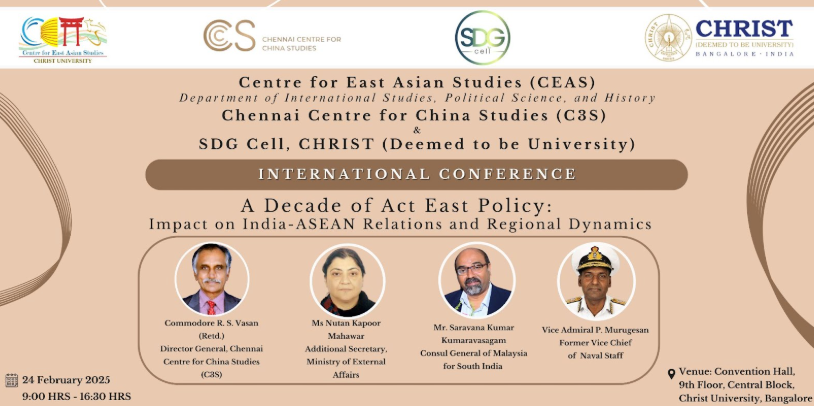 Center for East Asian Studies
CHRIST UNIVERSITY
CCS
CHENNAI CENTRE FOR
CHINA STUDIES
SDG
cell
CHRIST
(DEEMED TO BE UNIVERSITY)
BANGALORE · INDIA
Centre for East Asian Studies (CEAS)
Department of International Studies, Political Science, and History
Chennai Centre for China Studies (C3S)
&
SDG Cell, CHRIST (Deemed to be University)
INTERNATIONAL CONFERENCE
A Decade of Act East Policy:
Impact on India-ASEAN Relations and Regional Dynamics
Commodore R. S. Vasan
(Retd.)
Director General, Chennai
Centre for China Studies
(C3S)
Ms Nutan Kapoor
Mahawar
Additional Secretary,
Ministry of External
Affairs
Mr. Saravana Kumar
Kumaravasagam
Consul General of Malaysia
for South India
Vice Admiral P. Murugesan
Former Vice Chief
of Naval Staff
24 February 2025
9:00 HRS - 16:30 HRS
Venue: Convention Hall,
9th Floor, Central Block,
Christ University, Bangalore